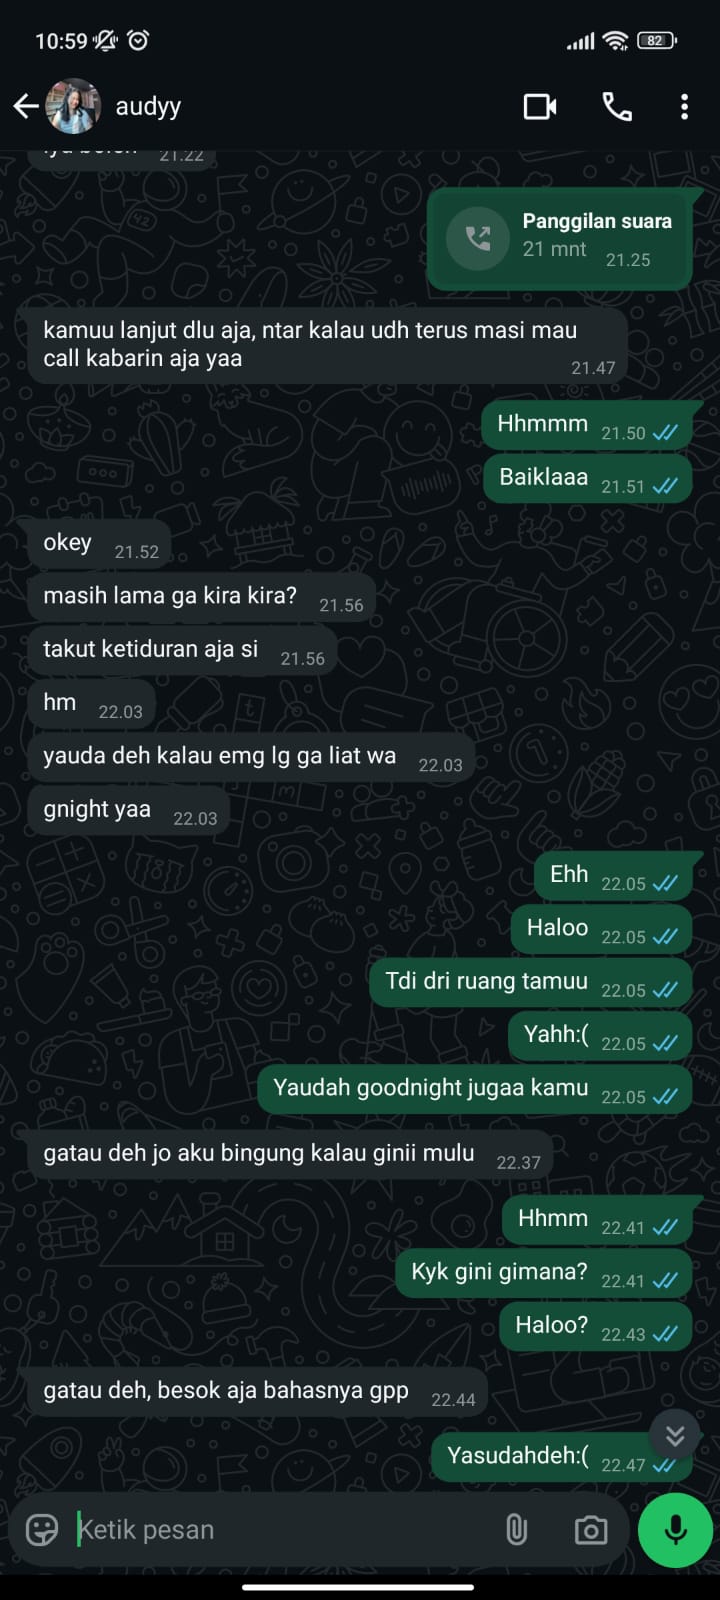 10:59
82
audyy
21.22
Panggilan suara
21 mnt 21.25
kamuu lanjut dlu aja, ntar kalau udh terus masi mau
call kabarin aja yaa 21.47
Hhmmm 21.50
Baiklaaa 21.51
okey 21.52
masih lama ga kira kira? 21.56
takut ketiduran aja si 21.56
hm 22.03
yauda deh kalau emg lg ga liat wa 22.03
gnight yaa 22.03
Ehh 22.05
Haloo 22.05
Tdi dri ruang tamuu 22.05
Yahh:( 22.05
Yaudah goodnight jugaa kamu 22.05
gatau deh jo aku bingung kalau ginii mulu 22.37
Hhmm 22.41
Kyk gini gimana? 22.41
Haloo? 22.43
gatau deh, besok aja bahasnya gpp 22.44
Yasudahdeh:( 22.47
Ketik pesan